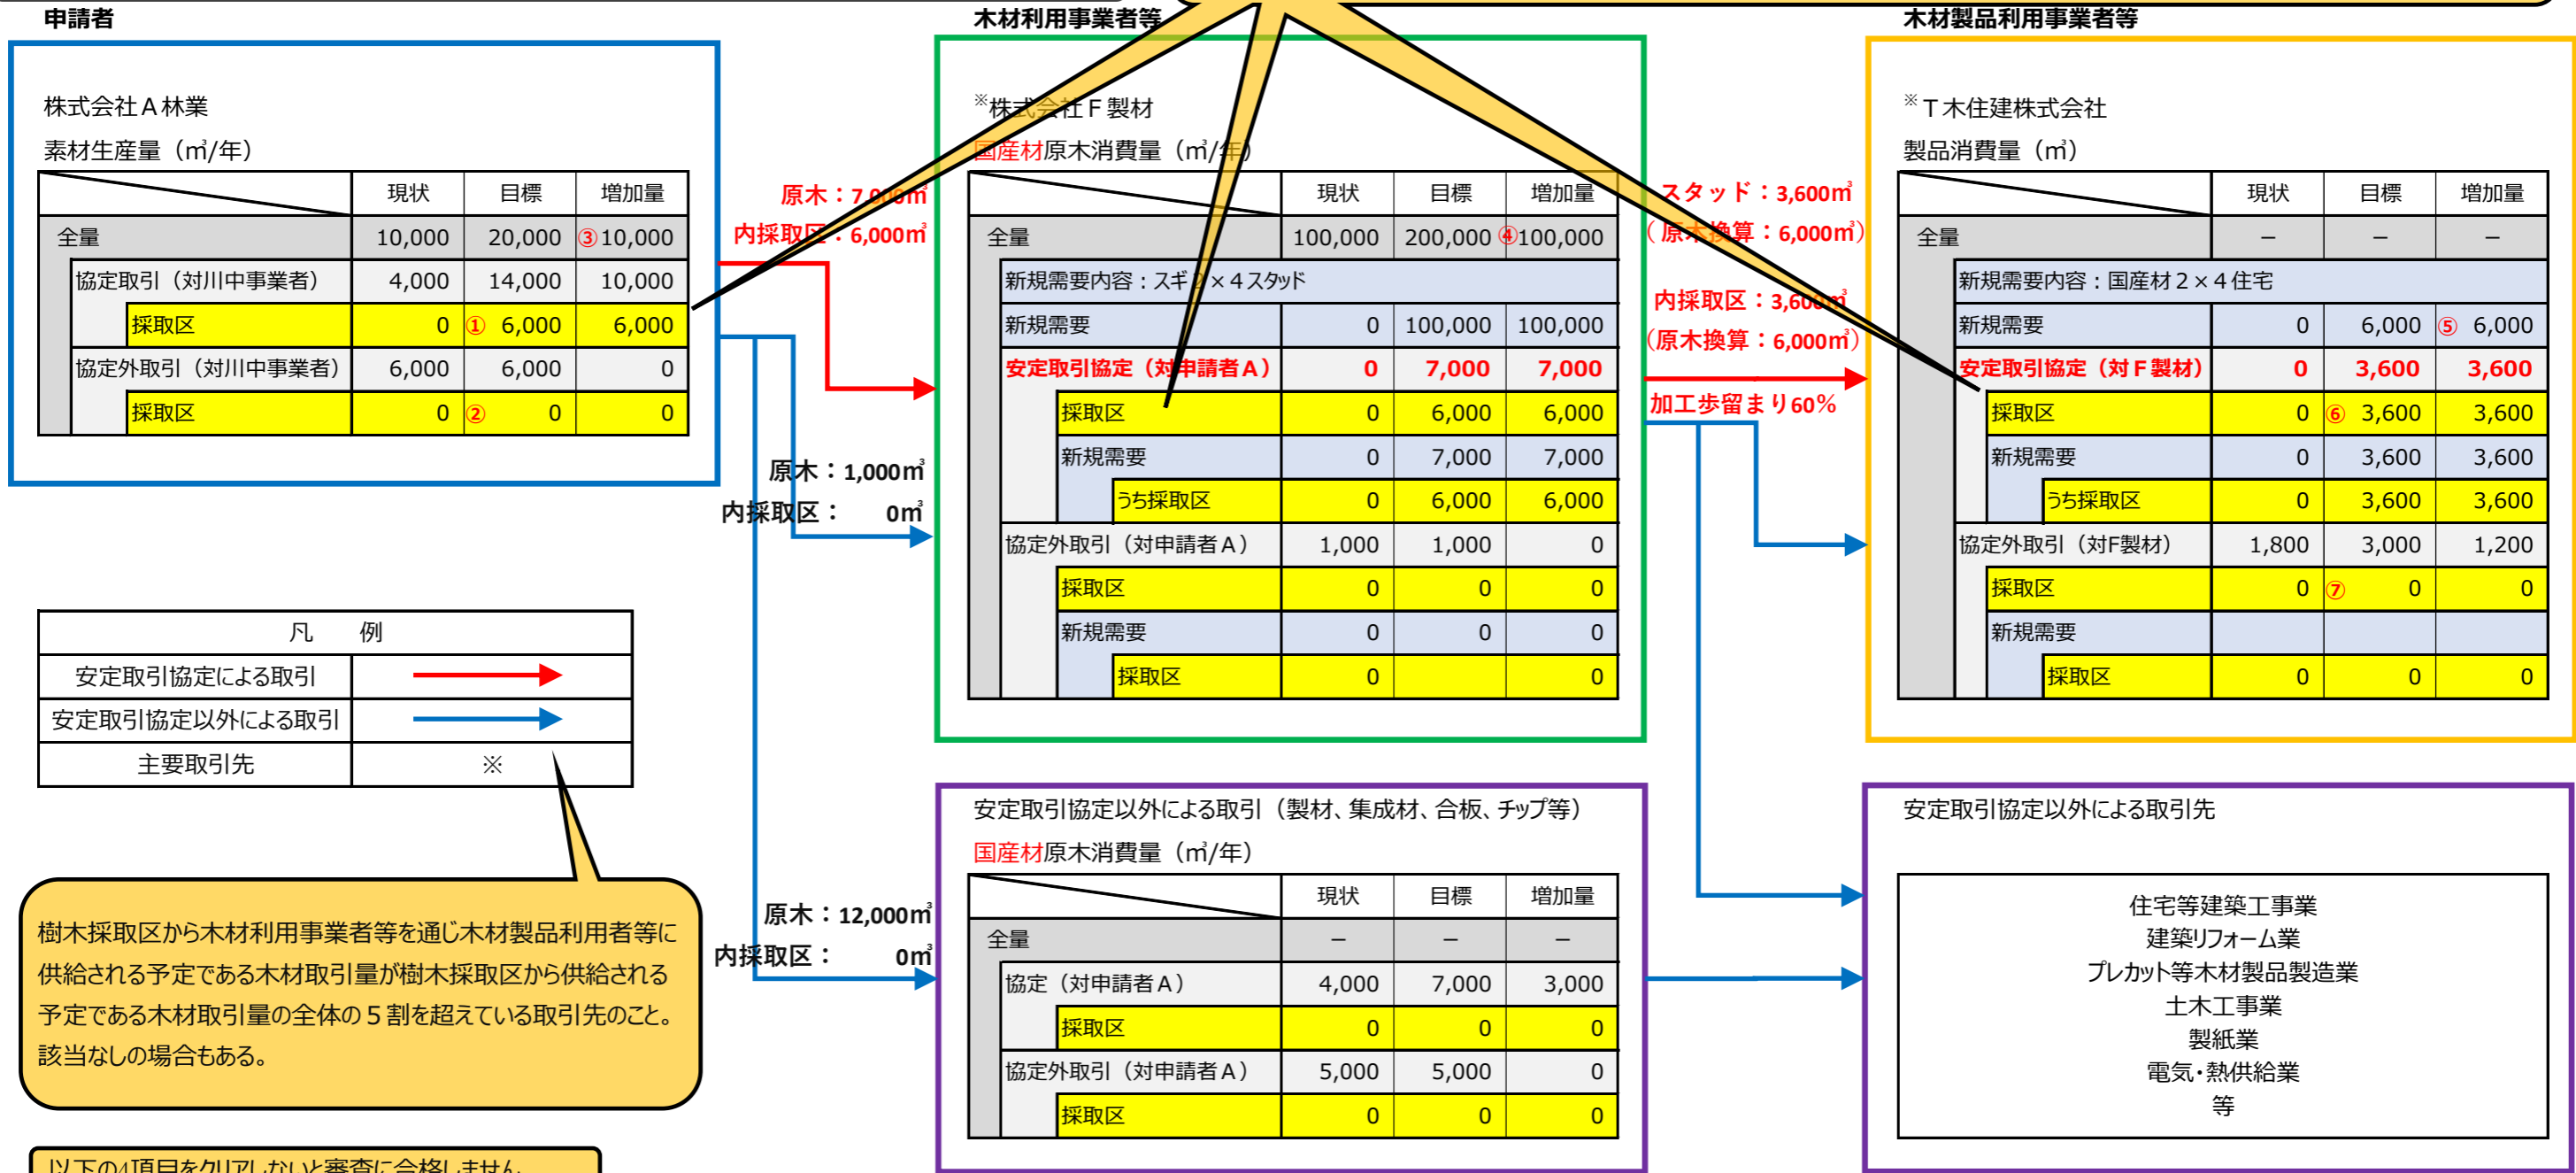 申請者
木材利用事業者等
木材製品利用事業者等
株式会社A林業
素材生産量（㎥/年）
現状 目標 増加量
全量 10,000 20,000 ③10,000
協定取引（対川中事業者） 4,000 14,000 10,000
採取区 0 ① 6,000 6,000
協定外取引（対川中事業者） 6,000 6,000 0
採取区 0 ② 0 0
原木：7,000㎥
内採取区：6,000㎥
原木：1,000㎥
内採取区： 0㎥
原木：12,000㎥
内採取区： 0㎥
※株式会社F製材
国産材原木消費量（㎥/年）
現状 目標 増加量
全量 100,000 200,000 ④100,000
新規需要内容：スギ2×4スタッド
新規需要 0 100,000 100,000
安定取引協定（対申請者A） 0 7,000 7,000
採取区 0 6,000 6,000
新規需要 0 7,000 7,000
うち採取区 0 6,000 6,000
協定外取引（対申請者A） 1,000 1,000 0
採取区 0 0 0
新規需要 0 0 0
採取区 0 0
スタッド：3,600㎥
（原木換算：6,000㎥）
内採取区：3,600㎥
（原木換算：6,000㎥）
加工歩留まり60%
※T木住建株式会社
製品消費量（㎥）
現状 目標 増加量
全量 － － －
新規需要内容：国産材2×4住宅
新規需要 0 6,000 ⑤ 6,000
安定取引協定（対F製材） 0 3,600 3,600
採取区 0 ⑥ 3,600 3,600
新規需要 0 3,600 3,600
うち採取区 0 3,600 3,600
協定外取引（対F製材） 1,800 3,000 1,200
採取区 0 ⑦ 0 0
新規需要
採取区 0 0 0
凡 例
安定取引協定による取引
安定取引協定以外による取引
主要取引先 ※
樹木採取区から木材利用事業者等を通じ木材製品利用者等に
供給される予定である木材取引量が樹木採取区から供給される
予定である木材取引量の全体の５割を超えている取引先のこと。
該当なしの場合もある。
以下の4項目をクリアしないと審査に合格しません
安定取引協定以外による取引（製材、集成材、合板、チップ等）
国産材原木消費量（㎥/年）
現状 目標 増加量
全量 － － －
協定（対申請者A） 4,000 7,000 3,000
採取区 0 0 0
協定外取引（対申請者A） 5,000 5,000 0
採取区 0 0 0
安定取引協定以外による取引先
住宅等建築工事業
建築リフォーム業
プレカット等木材製品製造業
土木工事業
製紙業
電気・熱供給業
等